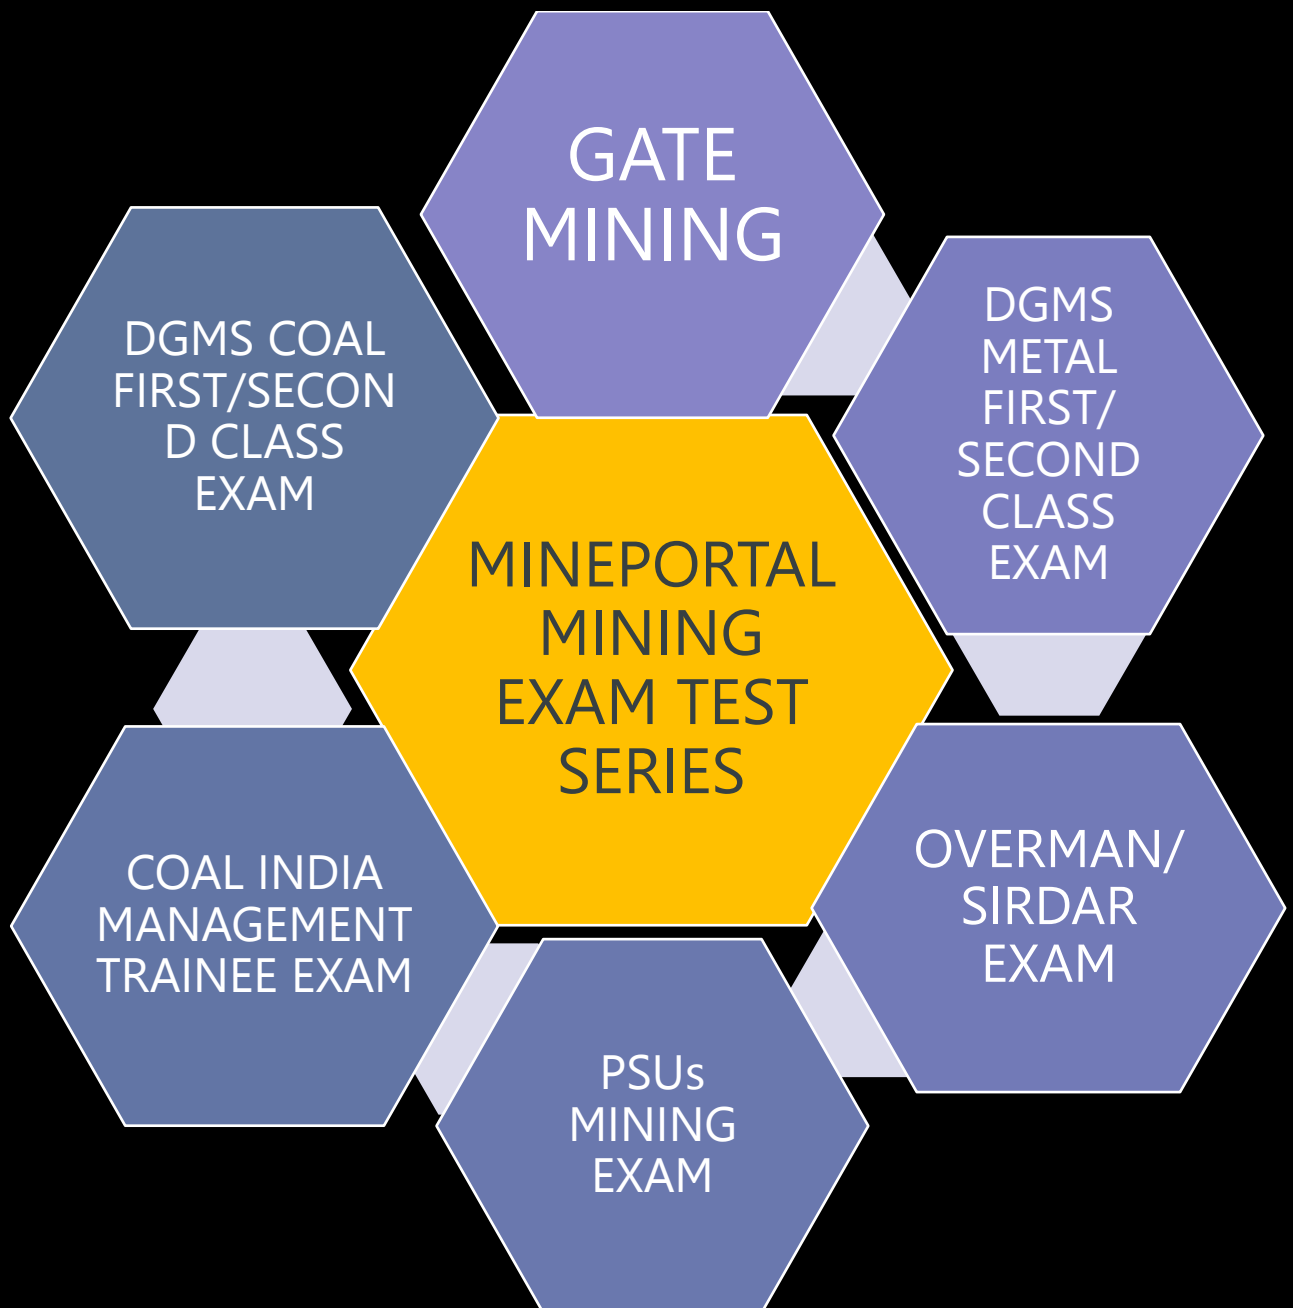 GATE
MINING
DGMS
METAL
FIRST/
SECOND
CLASS
EXAM
DGMS COAL
FIRST/SECON
D CLASS
EXAM
MINEPORTAL
MINING
EXAM TEST
SERIES
OVERMAN/
SIRDAR
EXAM
COAL INDIA
MANAGEMENT
TRAINEE EXAM
PSUs
MINING
EXAM